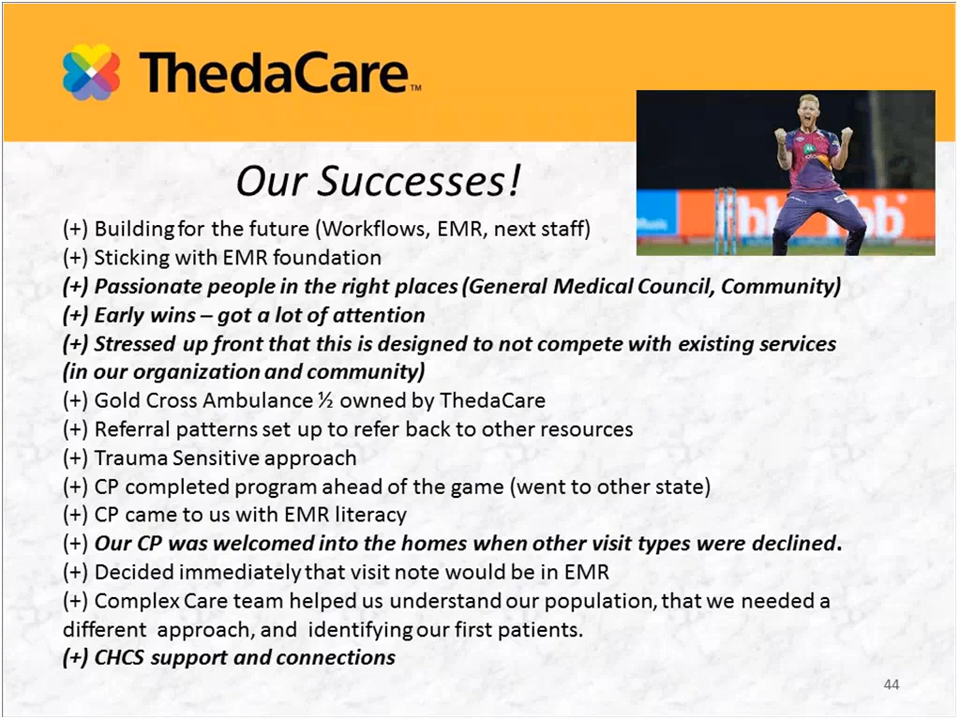 ThedaCare™
Our Successes!
(+) Building for the future (Workflows, EMR, next staff)
(+) Sticking with EMR foundation
(+) Passionate people in the right places (General Medical Council, Community)
(+) Early wins – got a lot of attention
(+) Stressed up front that this is designed to not compete with existing services
(in our organization and community)
(+) Gold Cross Ambulance ½ owned by ThedaCare
(+) Referral patterns set up to refer back to other resources
(+) Trauma Sensitive approach
(+) CP completed program ahead of the game (went to other state)
(+) CP came to us with EMR literacy
(+) Our CP was welcomed into the homes when other visit types were declined.
(+) Decided immediately that visit note would be in EMR
(+) Complex Care team helped us understand our population, that we needed a
different approach, and identifying our first patients.
(+) CHCS support and connections
44